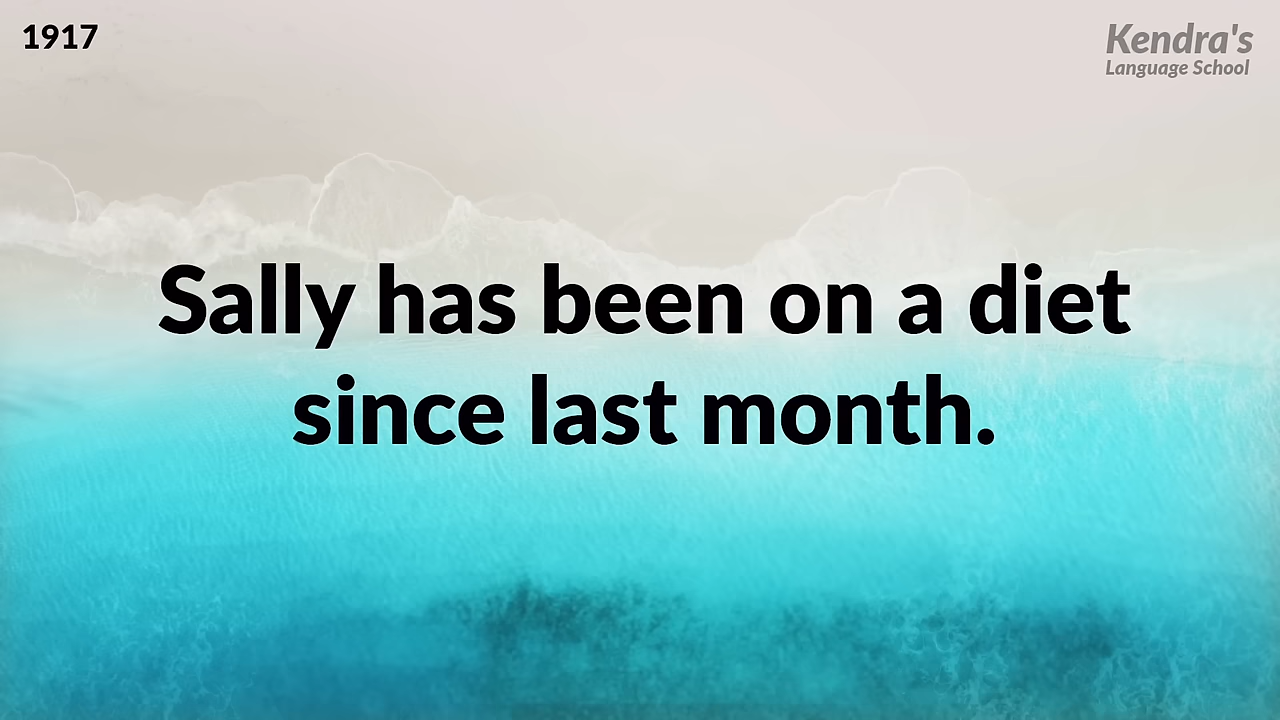 1917
Kendra's
Language School
Sally has been on a diet
since last month.